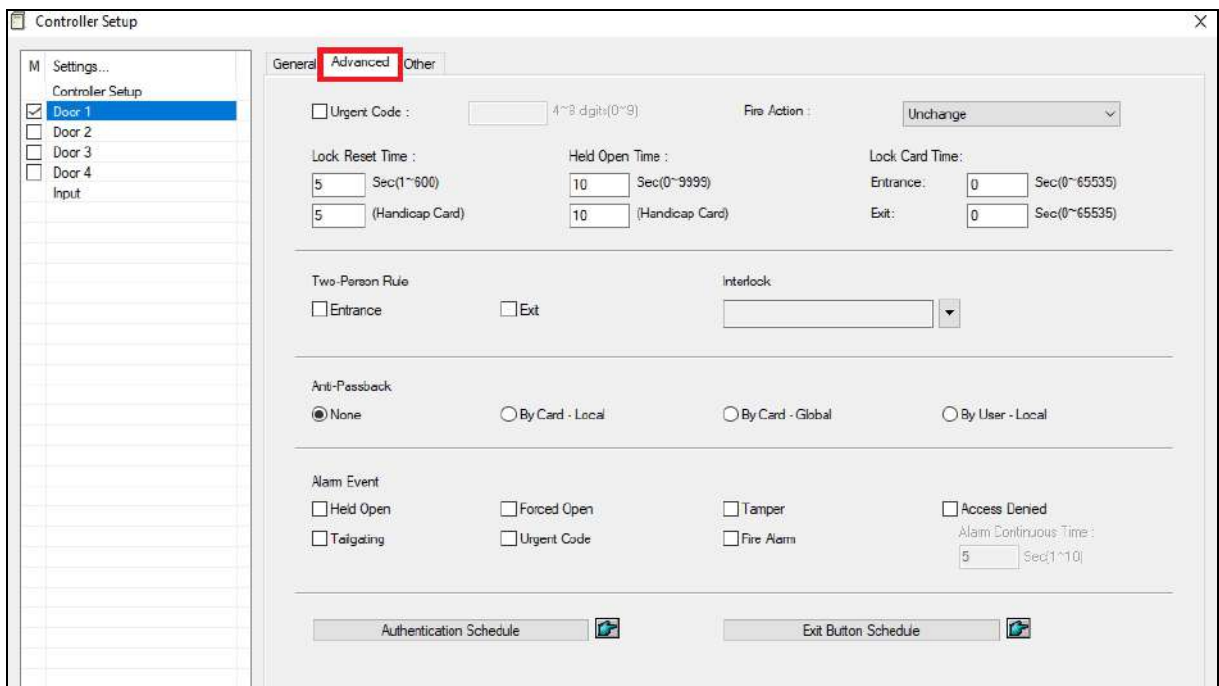 Controller Setup
M Settings...
Controller Setup
Door 1
Door 2
Door 3
Door 4
Input
General Advanced Other
Urgent Code : 4~8 digits(0~9) Fire Action : Unchange
Lock Reset Time : Held Open Time : Lock Card Time:
5 Sec(1~600) 10 Sec(0~9999) Entrance: 0 Sec(0~65535)
5 (Handicap Card) 10 (Handicap Card) Exit: 0 Sec(0~65535)
Two-Person Rule Interlock
Entrance Exit
Anti-Passback
None By Card - Local By Card - Global By User - Local
Alarm Event
Held Open Forced Open Tamper Access Denied
Tailgating Urgent Code Fire Alarm Alarm Continuous Time :
5 Sec(1~10)
Authentication Schedule Exit Button Schedule